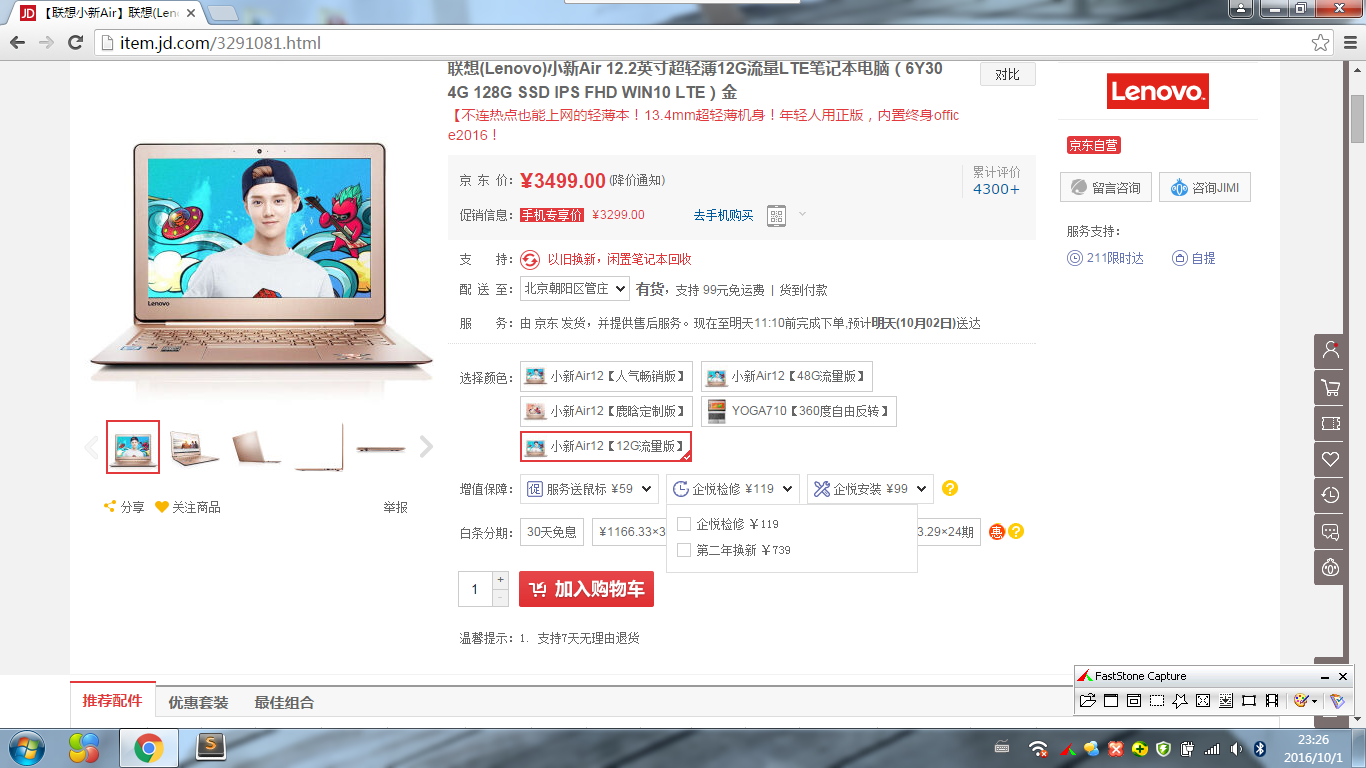 【联想小新Air】联想(Len
item.jd.com/3291081.html
联想(Lenovo)小新Air 12.2英寸超轻薄12G流量LTE笔记本电脑（6Y30
4G 128G SSD IPS FHD WIN10 LTE）金
对比
【不连热点也能上网的轻薄本！13.4mm超轻薄机身！年轻人用正版，内置终身offic
e2016！
Lenovo.
京东自营
京 东 价：¥3499.00 (降价通知)
累计评价
4300+
促销信息：手机专享价 ¥3299.00 去手机购买
留言咨询 咨询JIMI
服务支持：
211限时达 自提
支 持：以旧换新，闲置笔记本回收
配 送 至：北京朝阳区管庄 有货，支持 99元免运费 | 货到付款
服 务：由 京东 发货，并提供售后服务。现在至明天11:10前完成下单,预计明天(10月02日)送达
Lenovo
选择颜色：小新Air12【人气畅销版】 小新Air12【48G流量版】
小新Air12【鹿晗定制版】 YOGA710【360度自由反转】
小新Air12【12G流量版】
增值保障：促 服务送鼠标 ¥59 企悦检修 ¥119 企悦安装 ¥99 ?
白条分期：30天免息 ¥1166.33×3 3.29×24期 惠 ?
企悦检修 ￥119
第二年换新 ￥739
分享 关注商品 举报
1 + - 加入购物车
温馨提示：1. 支持7天无理由退货
推荐配件 优惠套装 最佳组合
FastStone Capture
23:26
2016/10/1